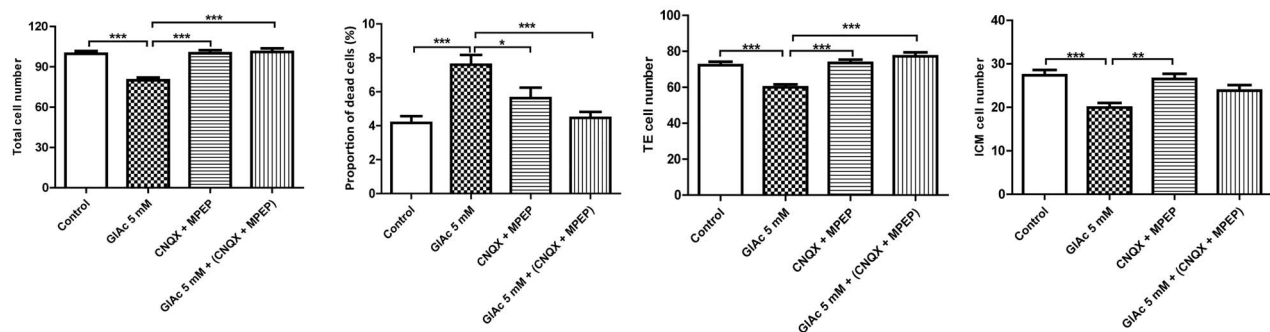 Total cell number
120
90
60
30
0
***
***
***
Control
GlAc 5 mM
CNQX + MPEP
GlAc 5 mM + (CNQX + MPEP)
Proportion of dead cells (%)
10
8
6
4
2
0
***
***
*
Control
GlAc 5 mM
CNQX + MPEP
GlAc 5 mM + (CNQX + MPEP)
TE cell number
100
80
60
40
20
0
***
***
***
Control
GlAc 5 mM
CNQX + MPEP
GlAc 5 mM + (CNQX + MPEP)
ICM cell number
40
30
20
10
0
***
**
Control
GlAc 5 mM
CNQX + MPEP
GlAc 5 mM + (CNQX + MPEP)